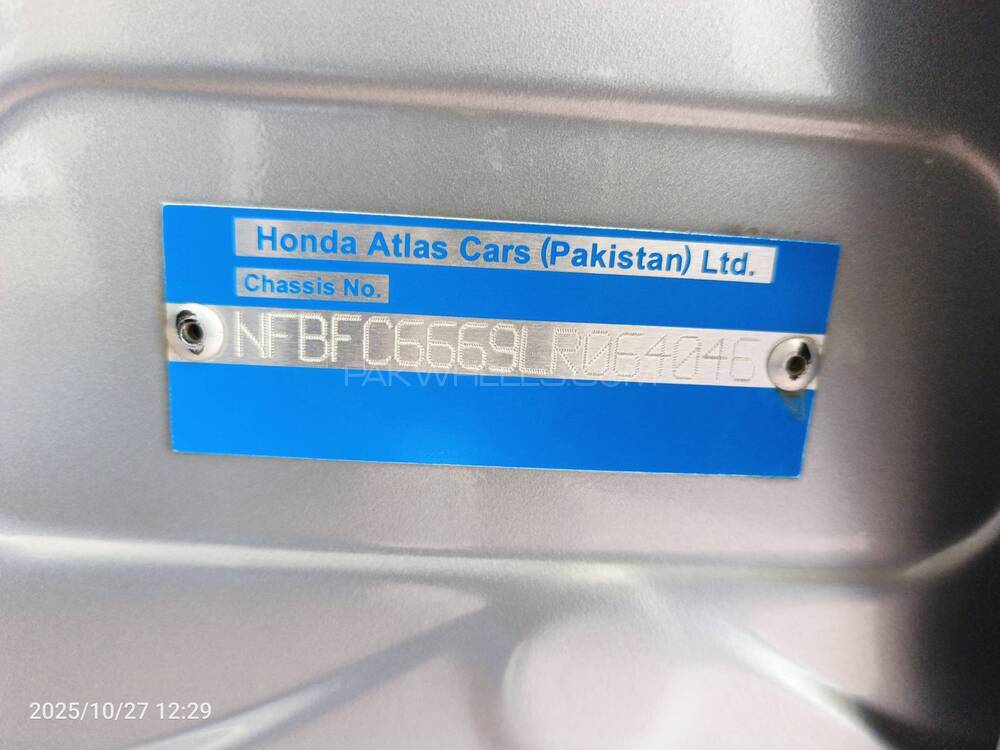 Honda Atlas Cars (Pakistan) Ltd.
Chassis No.
NFBFC6669LR064046
PAKWHEELS.COM
2025/10/27 12:29